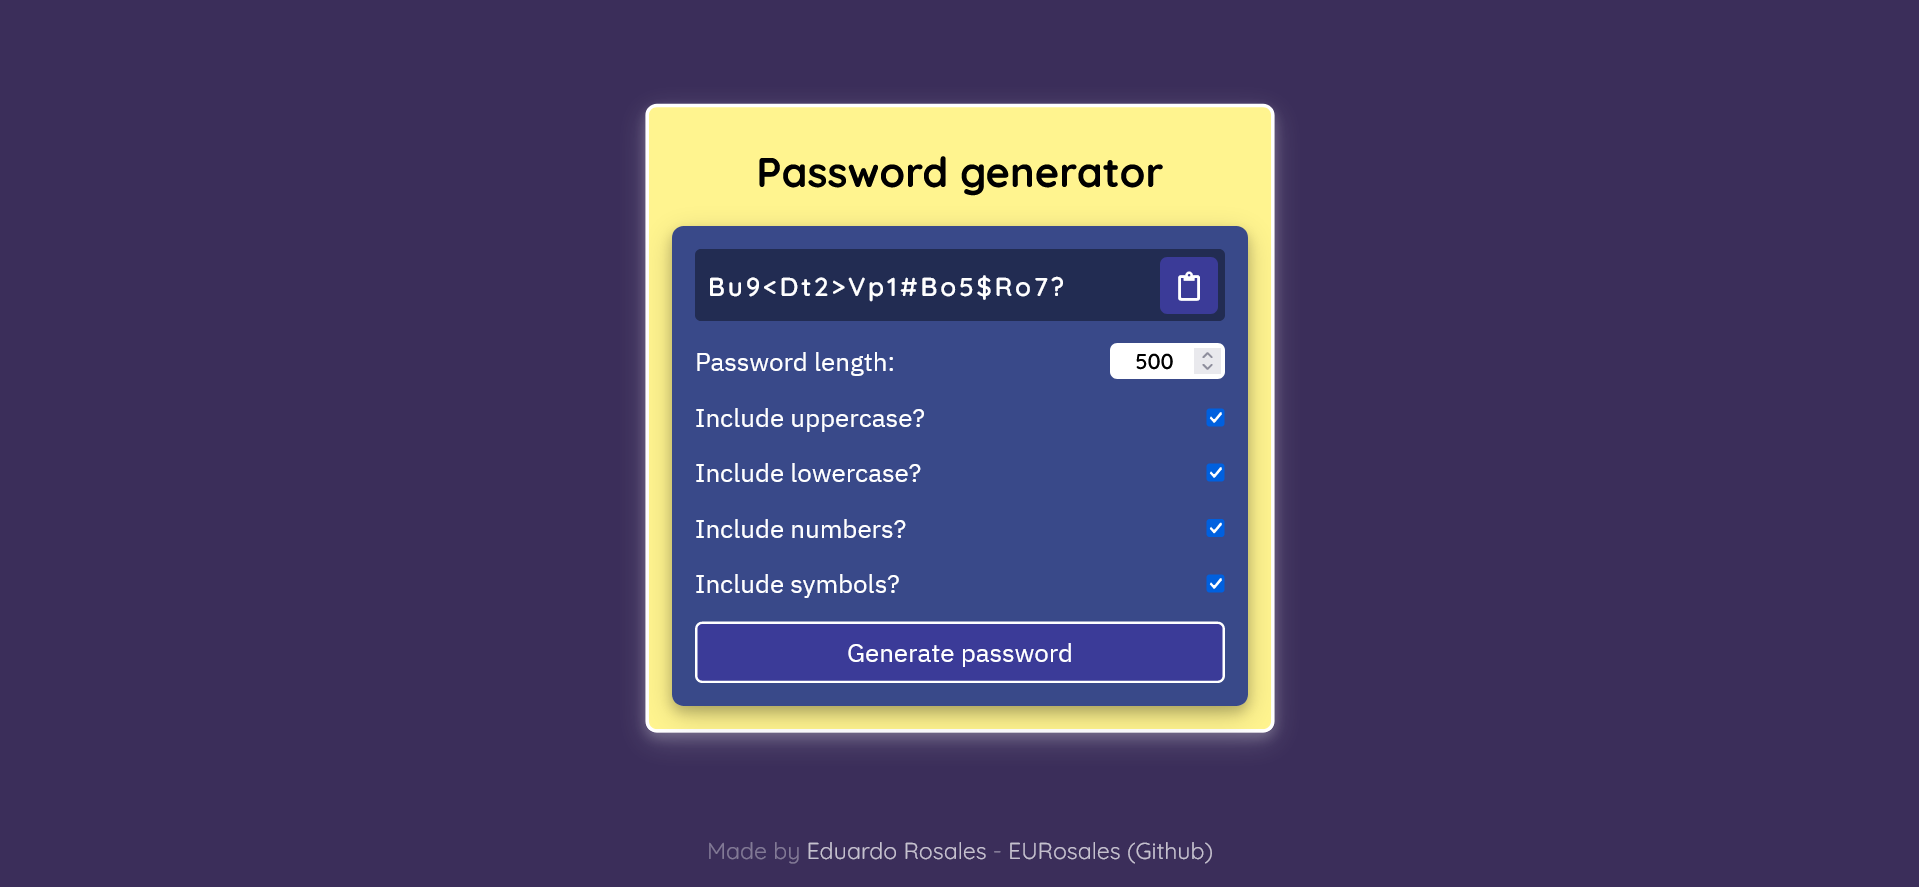 Password generator
Bu9<Dt2>Vp1#Bo5$Ro7?
Password length:
500
Include uppercase?
Include lowercase?
Include numbers?
Include symbols?
Generate password
Made by Eduardo Rosales - EURosales (Github)